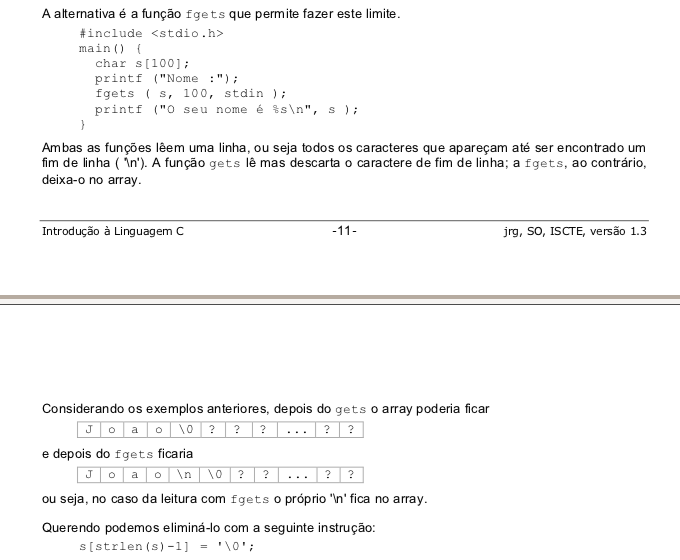 A alternativa é a função fgets que permite fazer este limite.
#include <stdio.h>
main() {
char s[100];
printf ("Nome :");
fgets ( s, 100, stdin );
printf ("O seu nome é %s\n", s );
}
Ambas as funções lêem uma linha, ou seja todos os caracteres que apareçam até ser encontrado um
fim de linha ( '\n'). A função gets lê mas descarta o caractere de fim de linha; a fgets, ao contrário,
deixa-o no array.
Introdução à Linguagem C -11- jrg, SO, ISCTE, versão 1.3
Considerando os exemplos anteriores, depois do gets o array poderia ficar
J o a o \0 ? ? ? ... ? ?
e depois do fgets ficaria
J o a o \n \0 ? ? ... ? ?
ou seja, no caso da leitura com fgets o próprio '\n' fica no array.
Querendo podemos eliminá-lo com a seguinte instrução:
s[strlen(s)-1] = '\0';